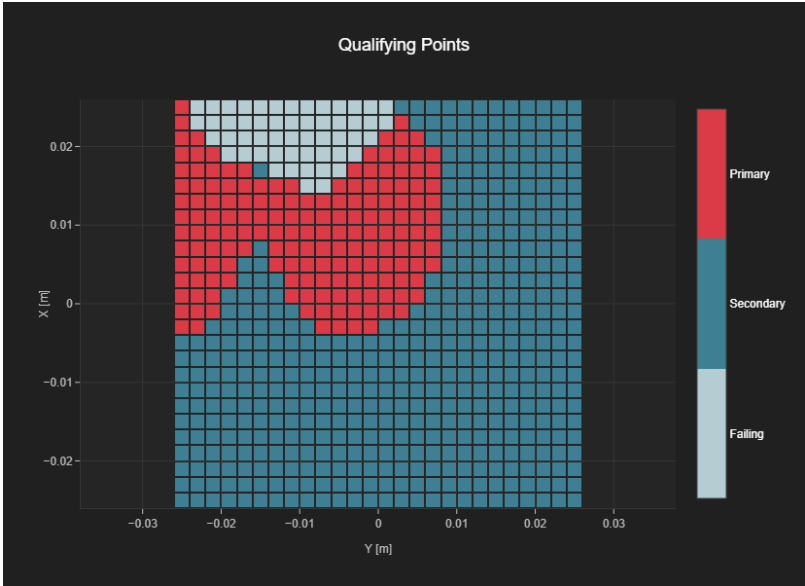 Qualifying Points
0.02
0.01
0
−0.01
−0.02
X [m]
−0.03
−0.02
−0.01
0
0.01
0.02
0.03
Y [m]
Primary
Secondary
Failing